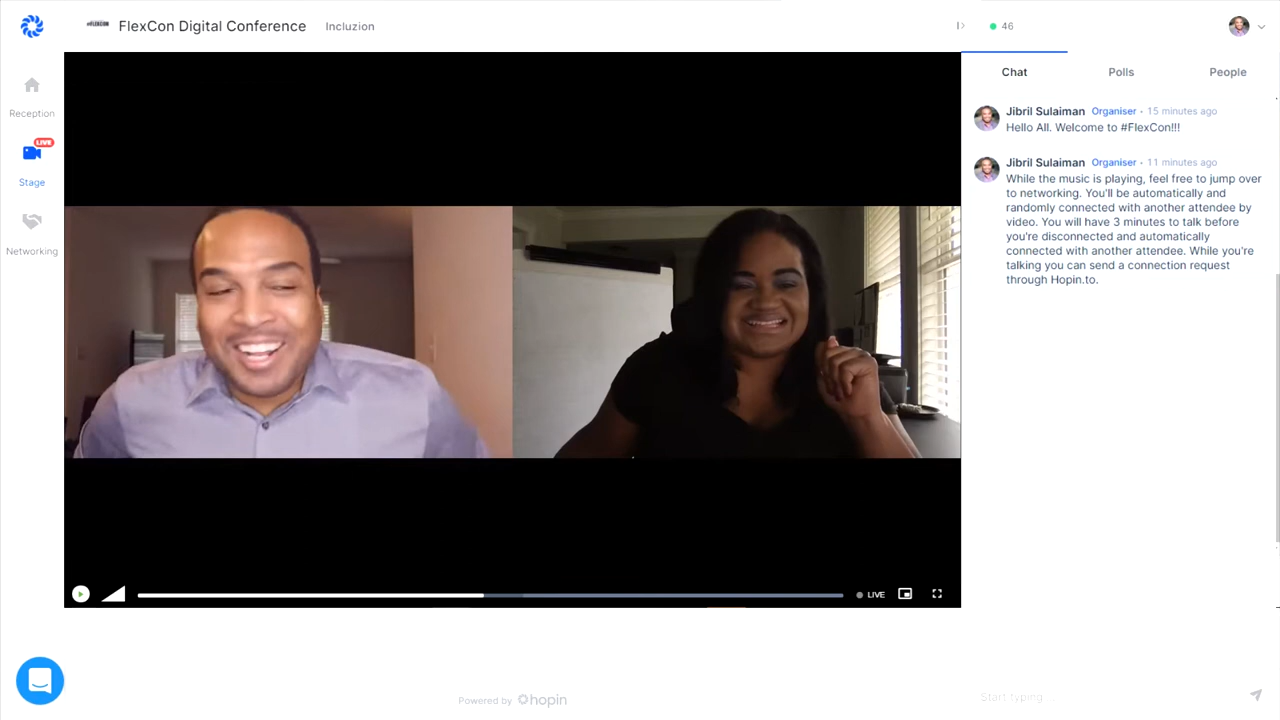 #FLEXCON FlexCon Digital Conference Incluzion
46
Reception
LIVE
Stage
Networking
Chat Polls People
Jibril Sulaiman Organiser • 15 minutes ago
Hello All. Welcome to #FlexCon!!!
Jibril Sulaiman Organiser • 11 minutes ago
While the music is playing, feel free to jump over
to networking. You'll be automatically and
randomly connected with another attendee by
video. You will have 3 minutes to talk before
you're disconnected and automatically
connected with another attendee. While you're
talking you can send a connection request
through Hopin.to.
LIVE
Powered by hopin
Start typing ...